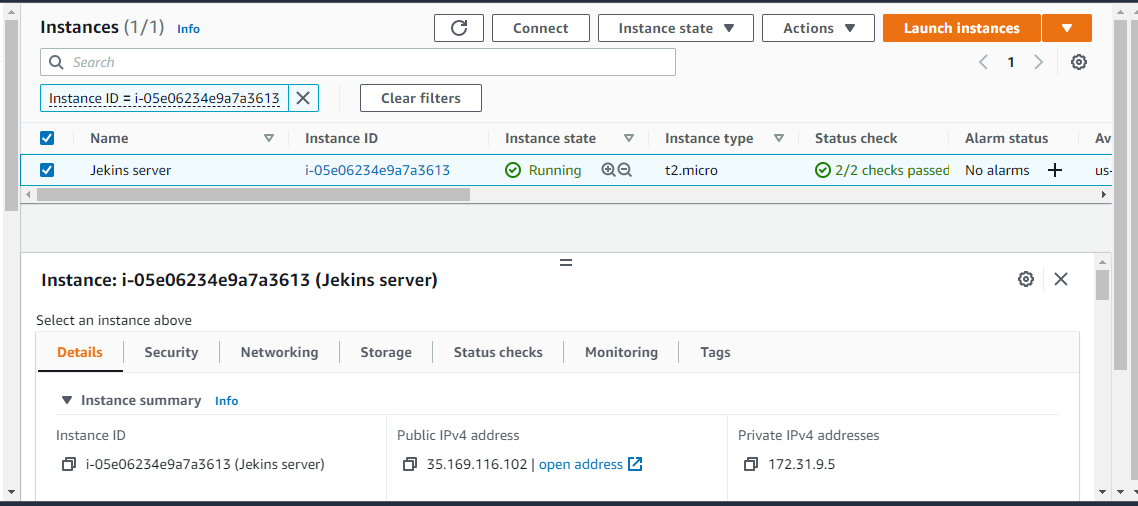 Instances (1/1) Info Connect Instance state Actions Launch instances
Search 1
Instance ID = i-05e06234e9a7a3613 Clear filters
Name Instance ID Instance state Instance type Status check Alarm status Av
Jekins server i-05e06234e9a7a3613 Running t2.micro 2/2 checks passed No alarms us-
Instance: i-05e06234e9a7a3613 (Jekins server)
Select an instance above
Details Security Networking Storage Status checks Monitoring Tags
Instance summary Info
Instance ID Public IPv4 address Private IPv4 addresses
i-05e06234e9a7a3613 (Jekins server) 35.169.116.102 | open address 172.31.9.5